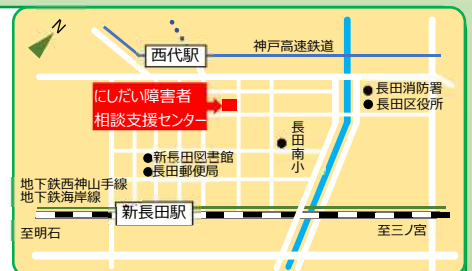 N
神戸高速鉄道
西代駅
にしだい障害者
相談支援センター
長田消防署
長田区役所
長田南小
新長田図書館
長田郵便局
地下鉄西神山手線
地下鉄海岸線
新長田駅
至明石
至三ノ宮